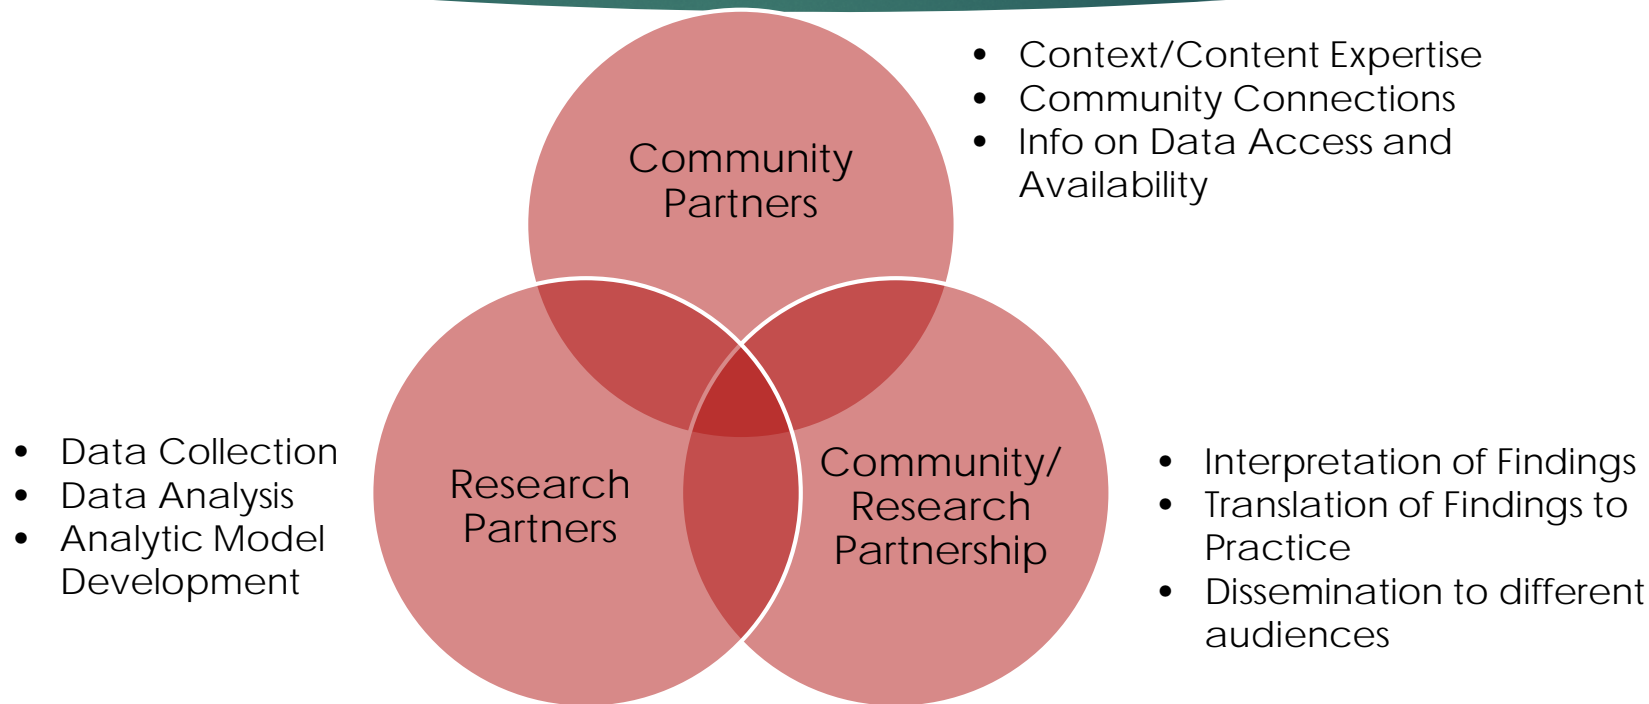 Community
Partners
• Context/Content Expertise
• Community Connections
• Info on Data Access and
Availability
• Data Collection
• Data Analysis
• Analytic Model
Development
Research
Partners
Community/
Research
Partnership
• Interpretation of Findings
• Translation of Findings to
Practice
• Dissemination to different
audiences